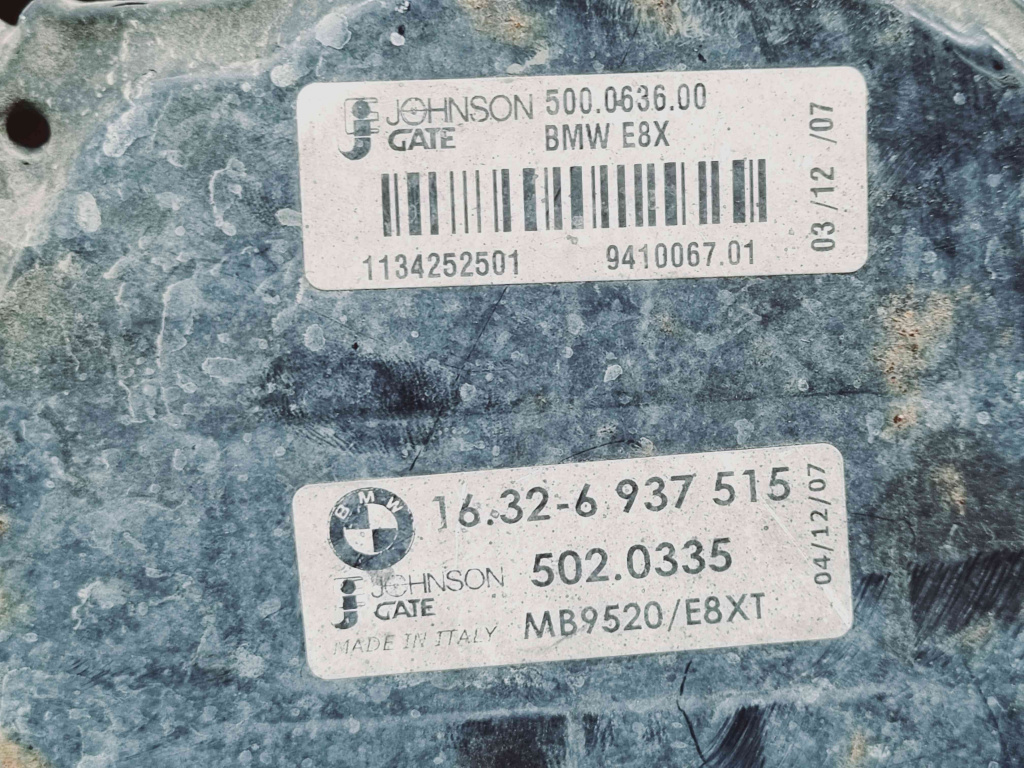 JOHNSON 500.0636.00
GATE BMW E8X
03/12 /07
1134252501 9410067.01
BMW 16.32-6 937 515
JOHNSON 502.0335
GATE
MADE IN ITALY MB9520/E8XT
04/12/07